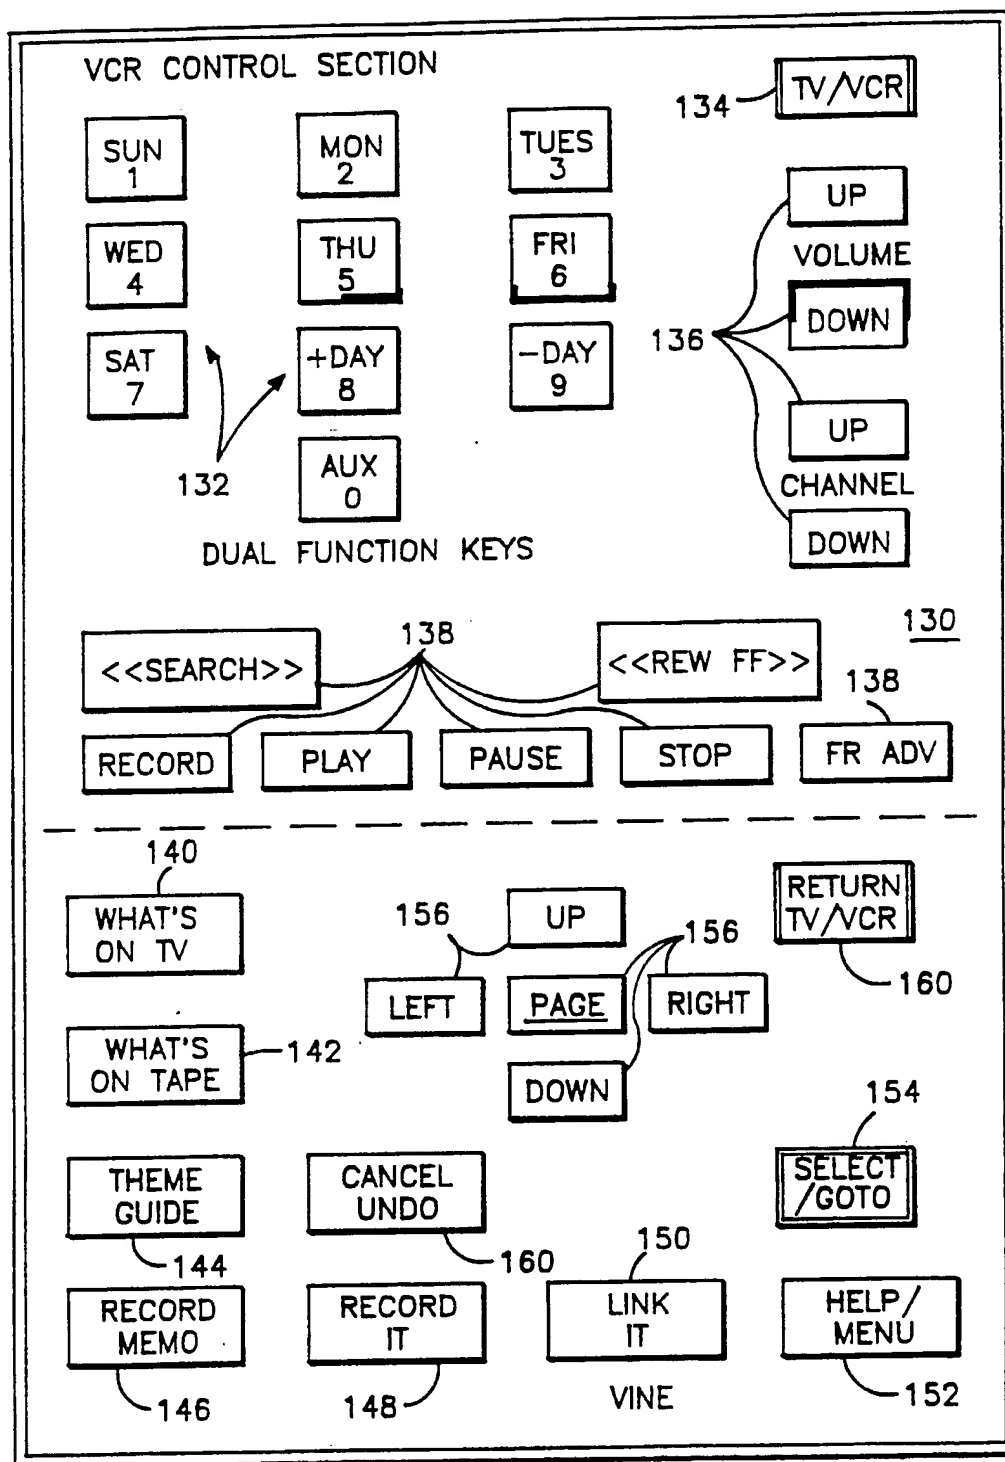 VCR CONTROL SECTION
134
TV/VCR
SUN
1
MON
2
TUES
3
UP
VOLUME
DOWN
WED
4
THU
5
FRI
6
136
SAT
7
+DAY
8
-DAY
9
UP
CHANNEL
DOWN
132
AUX
0
DUAL FUNCTION KEYS
130
<<SEARCH>>
138
<<REW FF>>
138
RECORD
PLAY
PAUSE
STOP
FR ADV
140
WHAT'S
ON TV
156
UP
156
RETURN
TV/VCR
160
LEFT
PAGE
RIGHT
WHAT'S
ON TAPE
142
DOWN
154
SELECT
/GOTO
THEME
GUIDE
144
CANCEL
UNDO
160
150
RECORD
MEMO
146
RECORD
IT
148
LINK
IT
VINE
HELP/
MENU
152